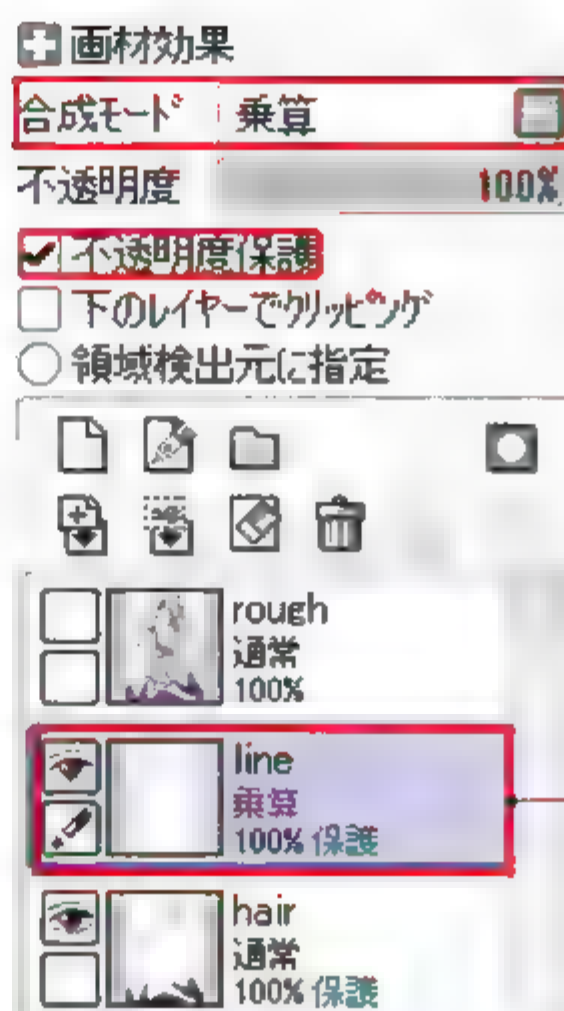 画材効果
合成モード 乗算
不透明度 100%
不透明度保護
下のレイヤーでクリッピング
領域検出元に指定
rough
通常
100%
line
乗算
100% 保護
hair
通常
100% 保護